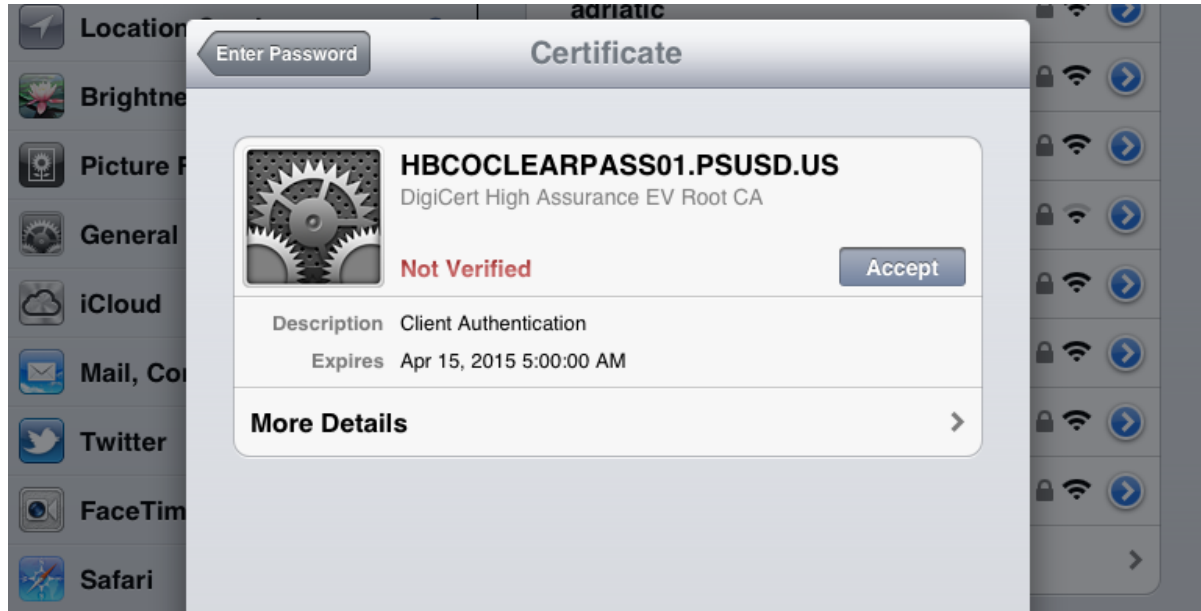 adriatic
Location
Enter Password
Certificate
Brightne
Picture F
General
iCloud
Mail, Co
Twitter
FaceTim
Safari
HBCOCLEARPASS01.PSUSD.US
DigiCert High Assurance EV Root CA
Not Verified
Accept
Description Client Authentication
Expires Apr 15, 2015 5:00:00 AM
More Details